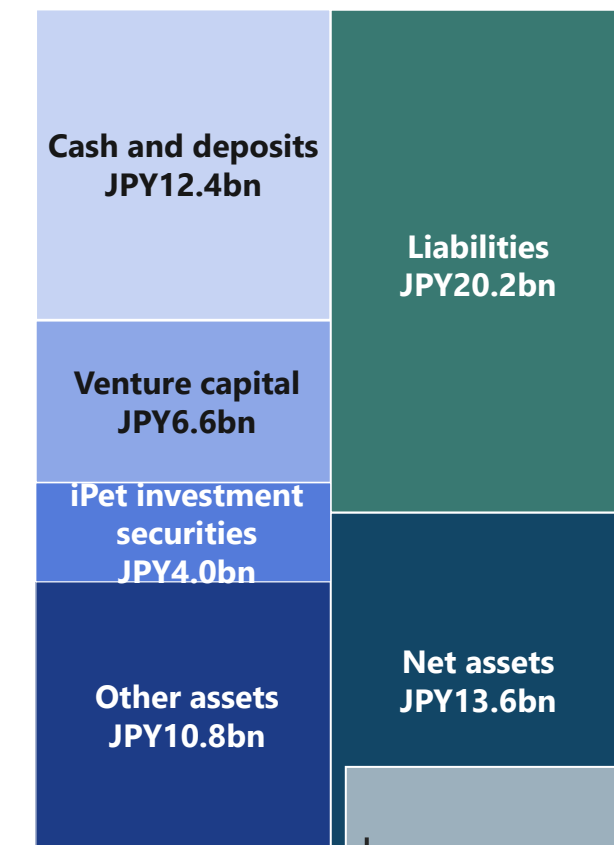 Cash and deposits
JPY12.4bn
Venture capital
JPY6.6bn
iPet investment
securities
JPY4.0bn
Other assets
JPY10.8bn
Liabilities
JPY20.2bn
Net assets
JPY13.6bn